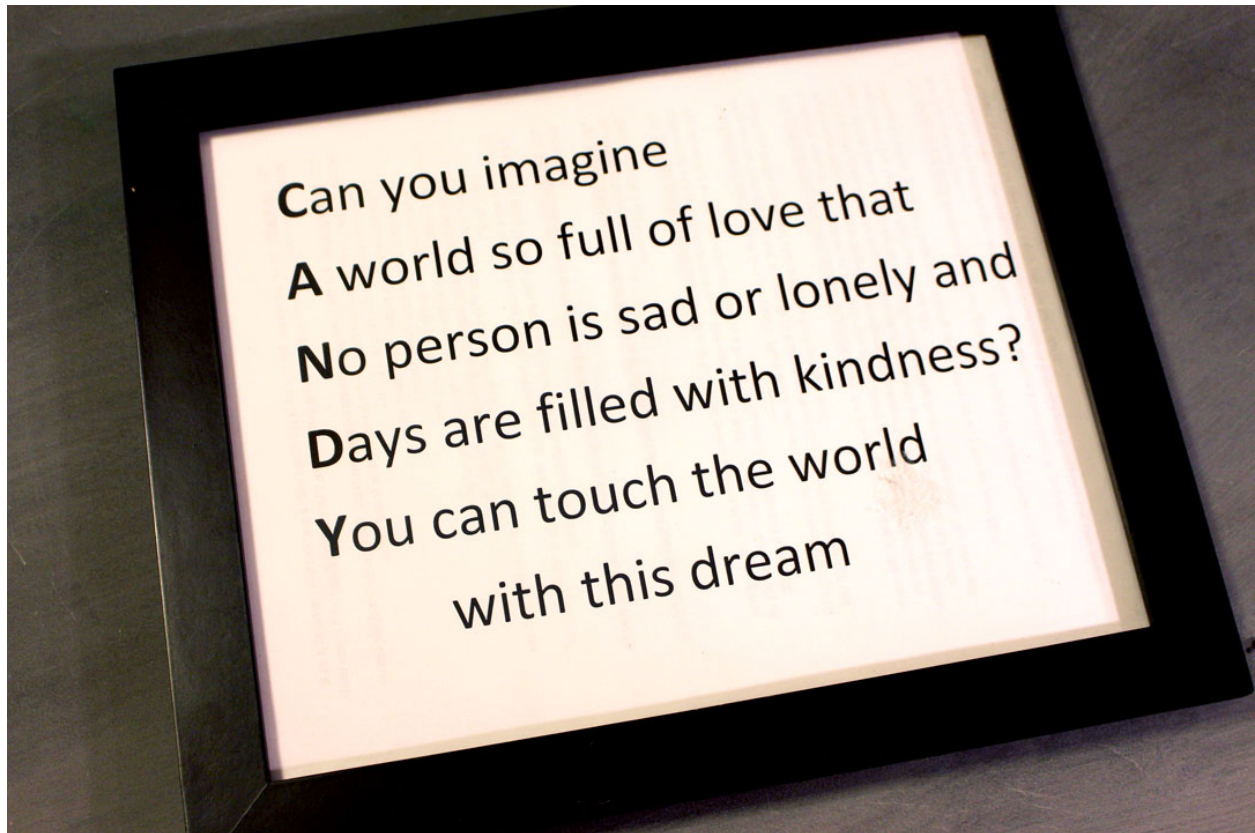 Can you imagine
A world so full of love that
No person is sad or lonely and
Days are filled with kindness?
You can touch the world
with this dream